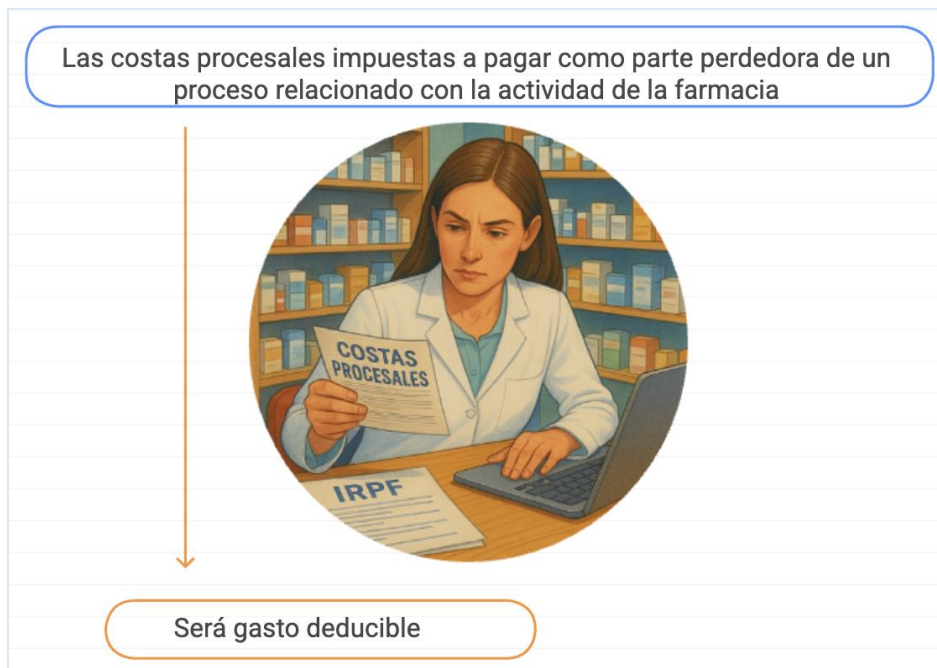 Las costas procesales impuestas a pagar como parte perdedora de un
proceso relacionado con la actividad de la farmacia
COSTAS
PROCESALES
IRPF
Será gasto deducible